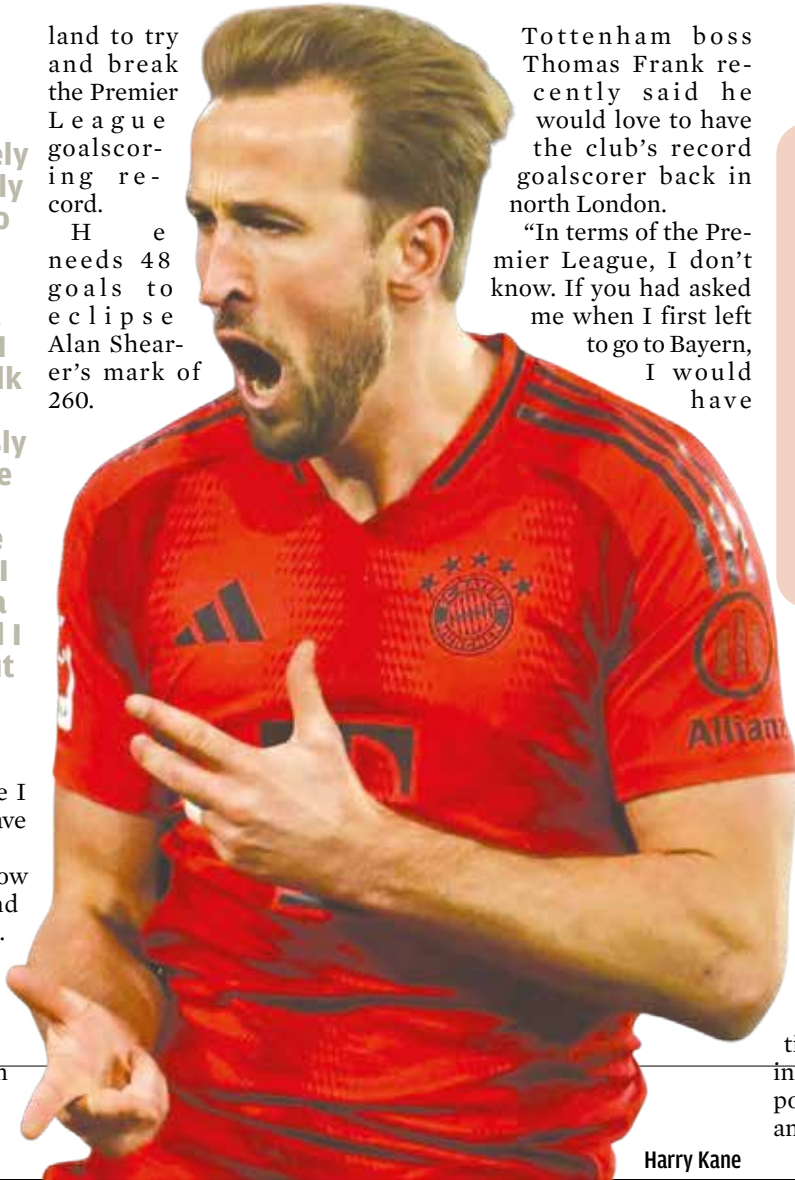 land to try
and break
the Premier
League
goalscor-
ing re-
cord.
H e
needs 48
goals to
eclipse
Alan Shear-
er’s mark of
260.
Tottenham boss
Thomas Frank re-
cently said he
would love to have
the club’s record
goalscorer back in
north London.
“In terms of the Pre-
mier League, I don’t
know. If you had asked
me when I first left
to go to Bayern,
I would
have
Allianz
Harry Kane